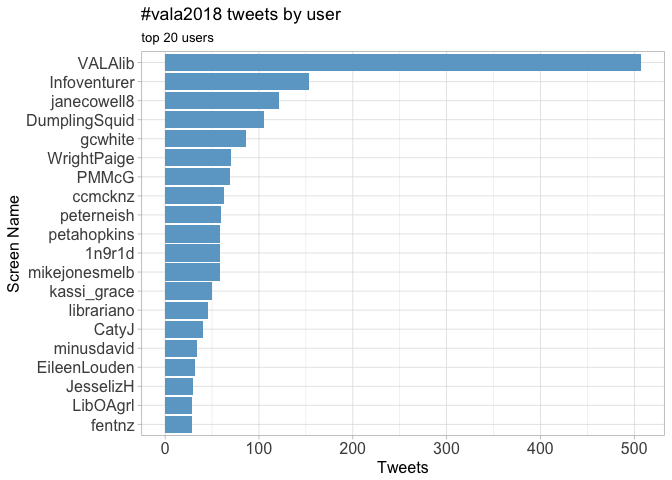 #vala2018 tweets by user
top 20 users
VALAlib
Infoventurer
janecowell8
DumplingSquid
gcwhite
WrightPaige
PMMcG
ccmcknz
peterneish
petahopkins
1n9r1d
mikejonesmelb
kassi_grace
librariano
CatyJ
minusdavid
EileenLouden
JesselizH
LibOAgrl
fentnz
Screen Name
0 100 200 300 400 500
Tweets